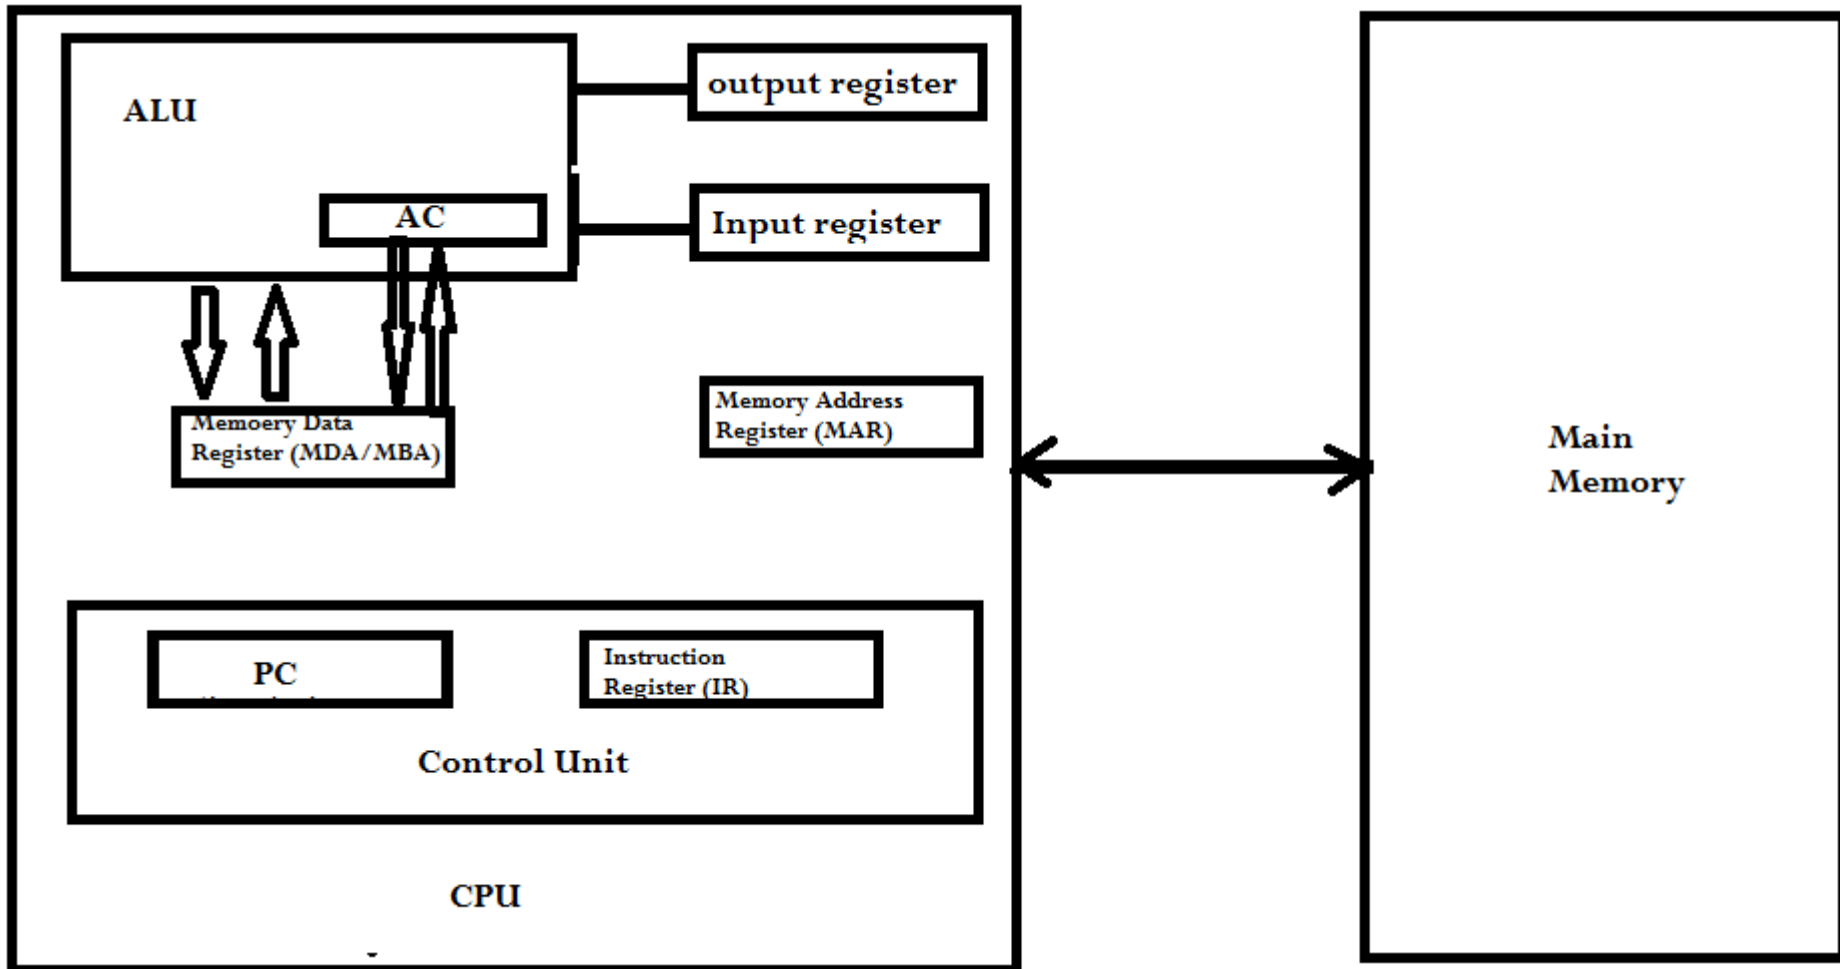 ALU
output register
AC
Input register
Memoery Data
Register (MDA/MBA)
Memory Address
Register (MAR)
Main
Memory
PC
Instruction
Register (IR)
Control Unit
CPU